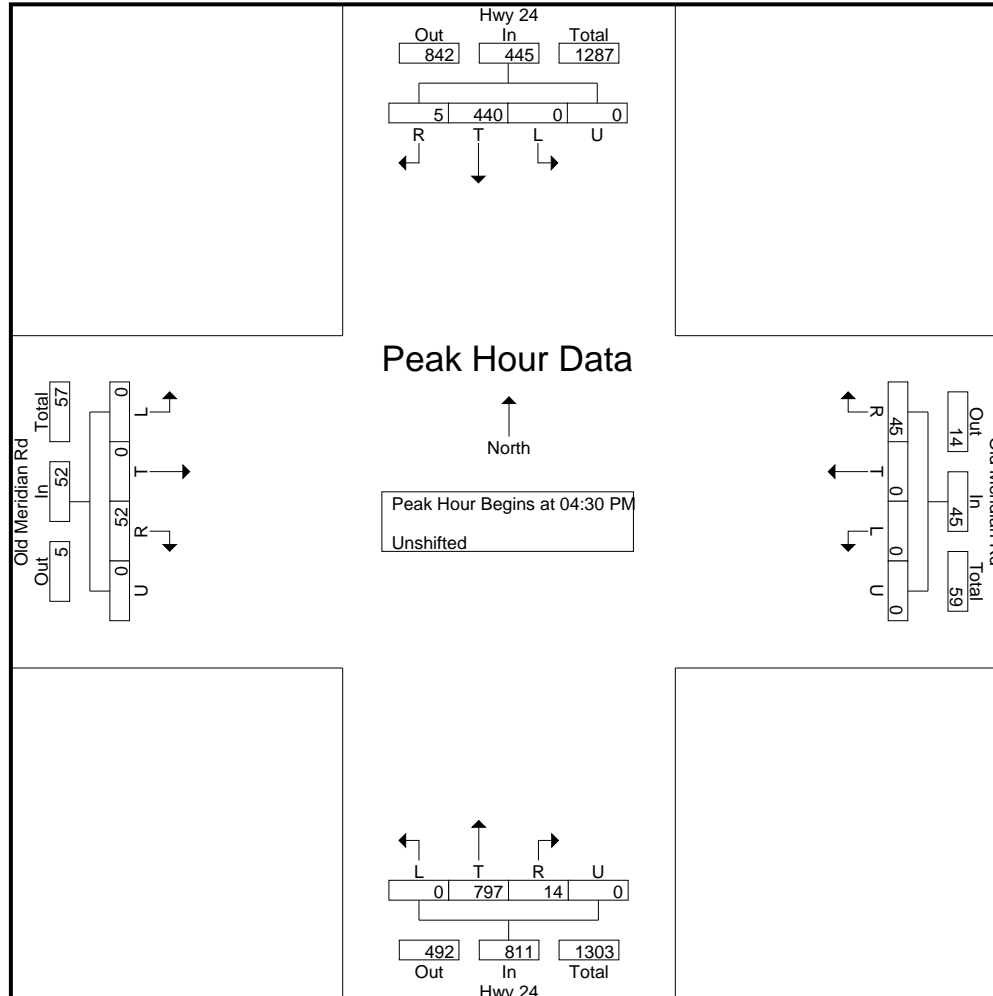 Hwy 24
Out In Total
842 445 1287
5 440 0 0
R T L U
Peak Hour Data
North
Peak Hour Begins at 04:30 PM
Unshifted
Old Meridian Rd
Out In Total
5 52 57
0 0 52 0
L T R U
Out In Total
14 45 59
45 0 0 0
R T L U
L T R U
0 797 14 0
492 811 1303
Out In Total
Hwy 24